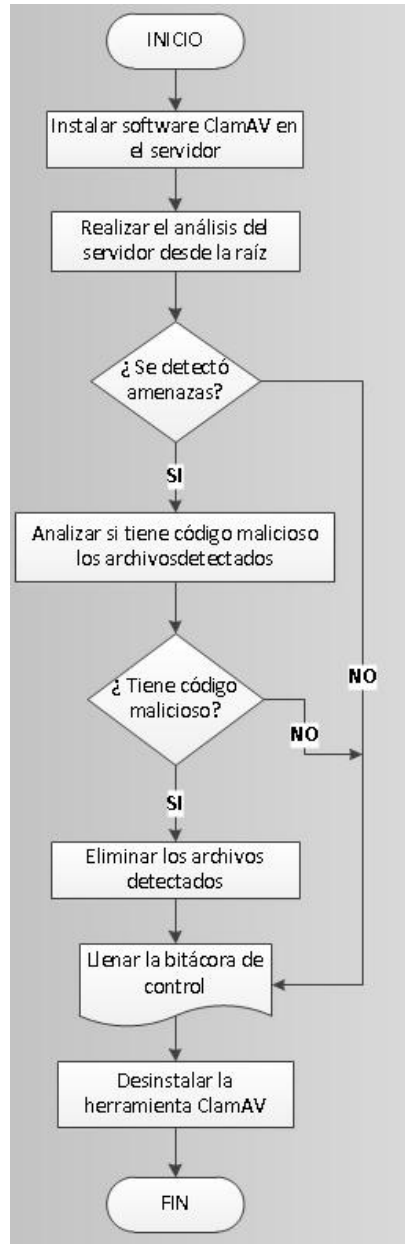 INICIO
Instalar software ClamAV en
el servidor
Realizar el análisis del
servidor desde la raíz
¿ Se detectó
amenazas?
SI
Analizar si tiene código malicioso
los archivosdetectados
¿ Tiene código
malicioso?
NO
NO
SI
Eliminar los archivos
detectados
Llenar la bitácora de
control
Desinstalar la
herramienta ClamAV
FIN